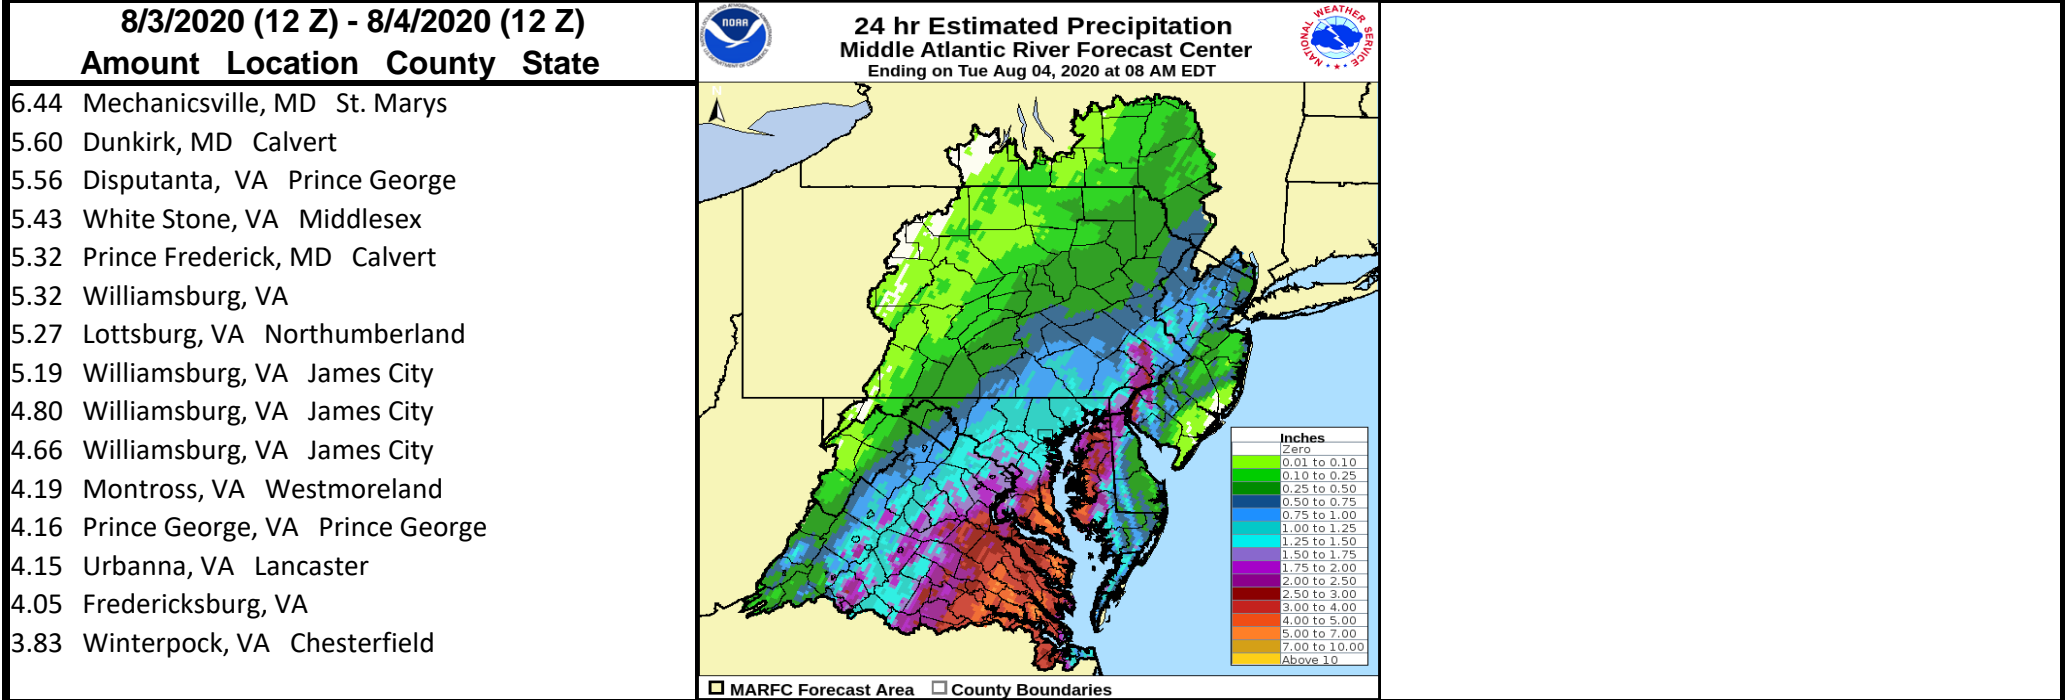 8/3/2020 (12 Z) - 8/4/2020 (12 Z)
Amount Location County State
6.44 Mechanicsville, MD St. Marys
5.60 Dunkirk, MD Calvert
5.56 Disputanta, VA Prince George
5.43 White Stone, VA Middlesex
5.32 Prince Frederick, MD Calvert
5.32 Williamsburg, VA
5.27 Lottsburg, VA Northumberland
5.19 Williamsburg, VA James City
4.80 Williamsburg, VA James City
4.66 Williamsburg, VA James City
4.19 Montross, VA Westmoreland
4.16 Prince George, VA Prince George
4.15 Urbanna, VA Lancaster
4.05 Fredericksburg, VA
3.83 Winterpock, VA Chesterfield
NOAA
24 hr Estimated Precipitation
Middle Atlantic River Forecast Center
Ending on Tue Aug 04, 2020 at 08 AM EDT
NATIONAL WEATHER SERVICE
N
Inches
Zero
0.01 to 0.10
0.10 to 0.25
0.25 to 0.50
0.50 to 0.75
0.75 to 1.00
1.00 to 1.25
1.25 to 1.50
1.50 to 1.75
1.75 to 2.00
2.00 to 2.50
2.50 to 3.00
3.00 to 4.00
4.00 to 5.00
5.00 to 7.00
7.00 to 10.00
Above 10
MARFC Forecast Area County Boundaries